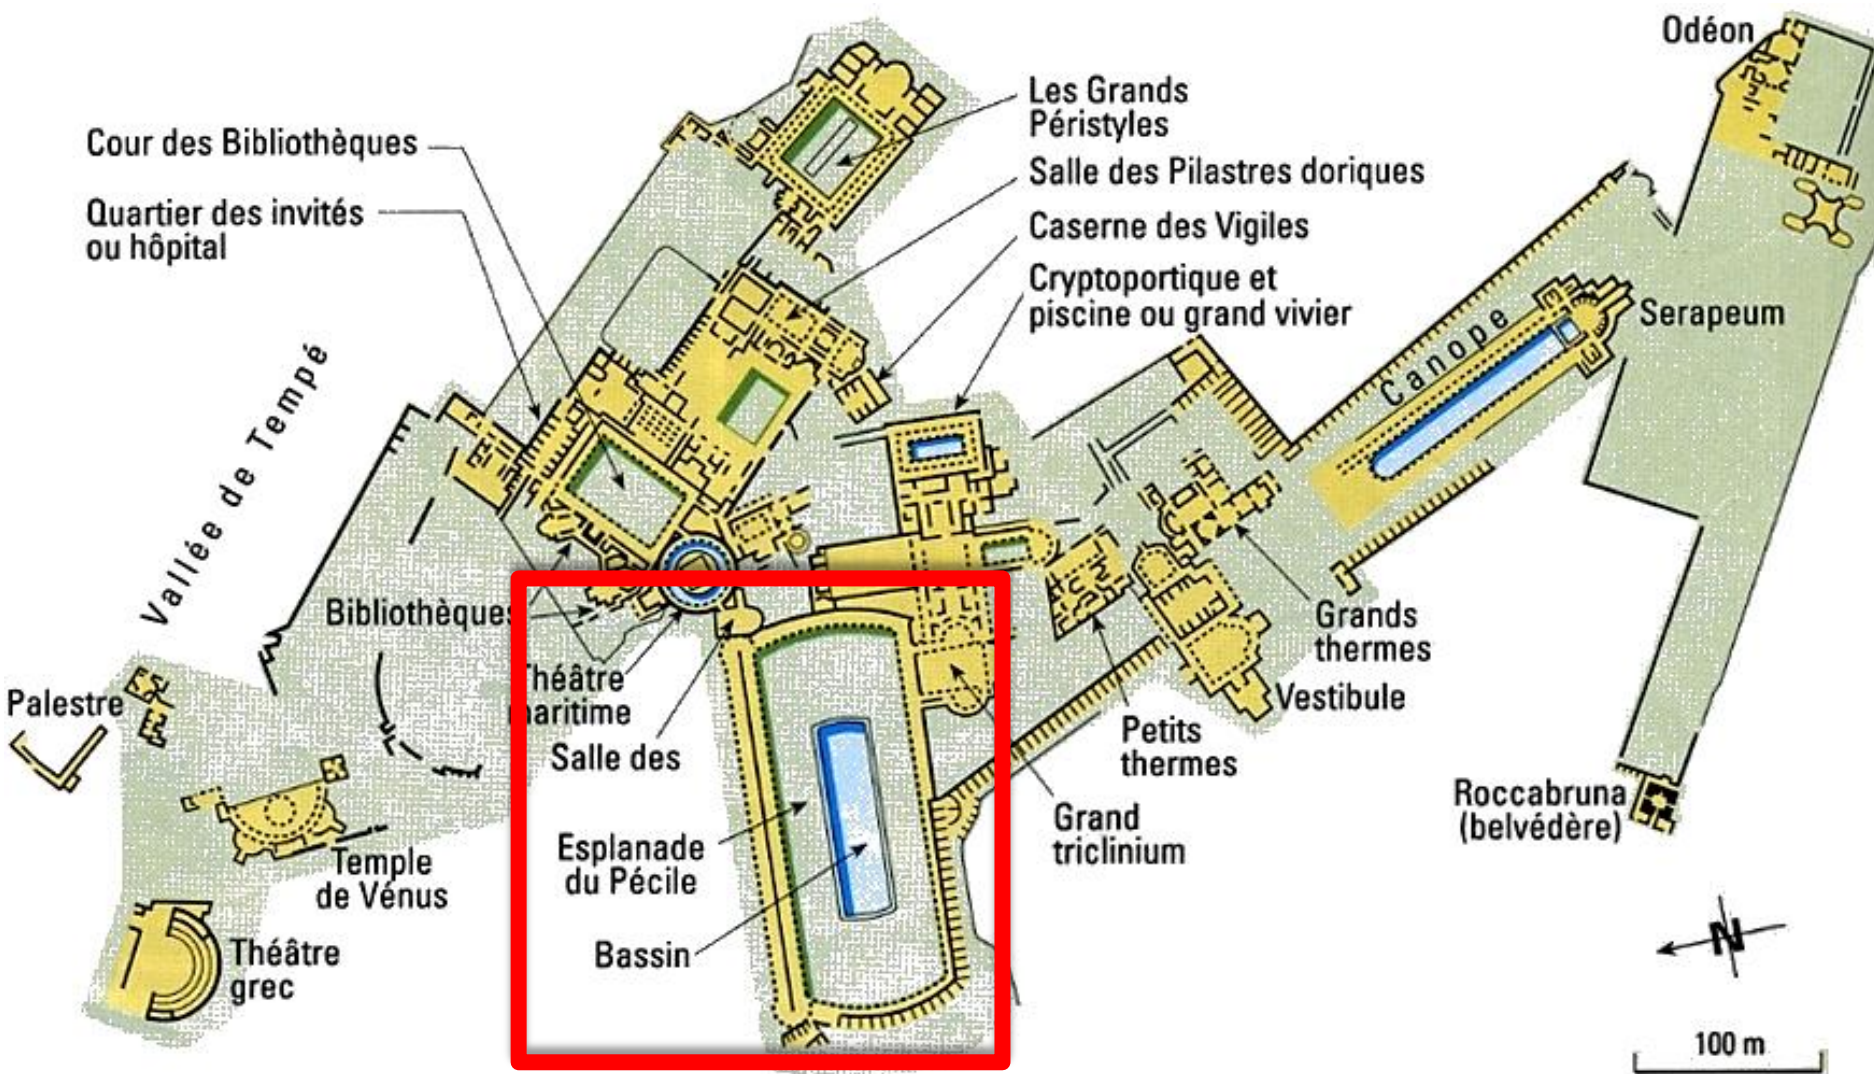 Odéon
Les Grands
Péristyles
Cour des Bibliothèques
Salle des Pilastres doriques
Quartier des invités
ou hôpital
Caserne des Vigiles
Cryptoportique et
piscine ou grand vivier
Serapeum
Canope
Vallée de Tempé
Bibliothèques
Grands
thermes
Théâtre
maritime
Vestibule
Palestre
Salle des
Petits
thermes
Roccabruna
(belvédère)
Grand
triclinium
Esplanade
du Pécile
Temple
de Vénus
Bassin
Théâtre
grec
N
100 m